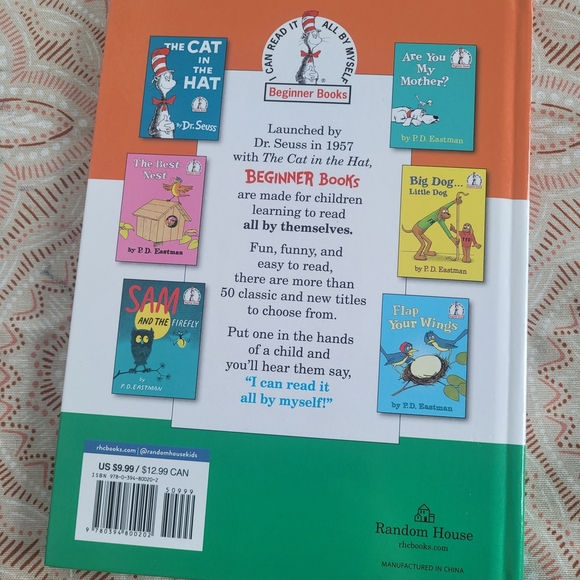 I CAN READ IT ALL BY MYSELF
Beginner Books
THE CAT
IN THE
HAT
by Dr. Seuss
Are You
My
Mother?
by P.D. Eastman
The Best
Nest
by P. D. Eastman
Big Dog...
Little Dog
by P. D. Eastman
SAM
AND THE FIREFLY
by
P.D. EASTMAN
Flap
Your Wings
by P.D. Eastman
Launched by
Dr. Seuss in 1957
with The Cat in the Hat,
BEGINNER BOOKS
are made for children
learning to read
all by themselves.
Fun, funny, and
easy to read,
there are more than
50 classic and new titles
to choose from.
Put one in the hands
of a child and
you'll hear them say,
“I can read it
all by myself!”
rhcbooks.com | @randomhousekids
US $9.99 / $12.99 CAN
ISBN 978-0-394-80020-2
50999
9 780394 800202
Random House
rhcbooks.com
MANUFACTURED IN CHINA